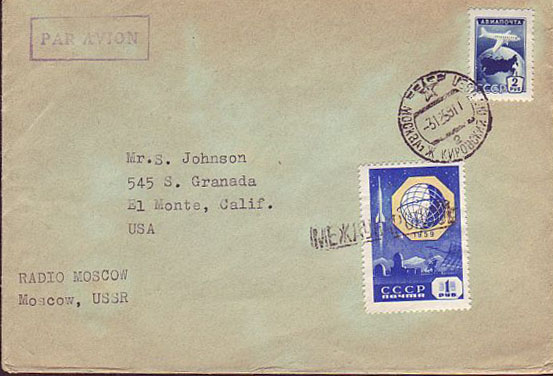 PAR AVION
АВИАПОЧТА
СССР 2
РУБ
МОСКВА
Mr.S. Johnson
545 S. Granada
El Monte, Calif.
USA
1959
RADIO MOSCOW
Moscow, USSR
СССР
ПОЧТА
1
РУБ